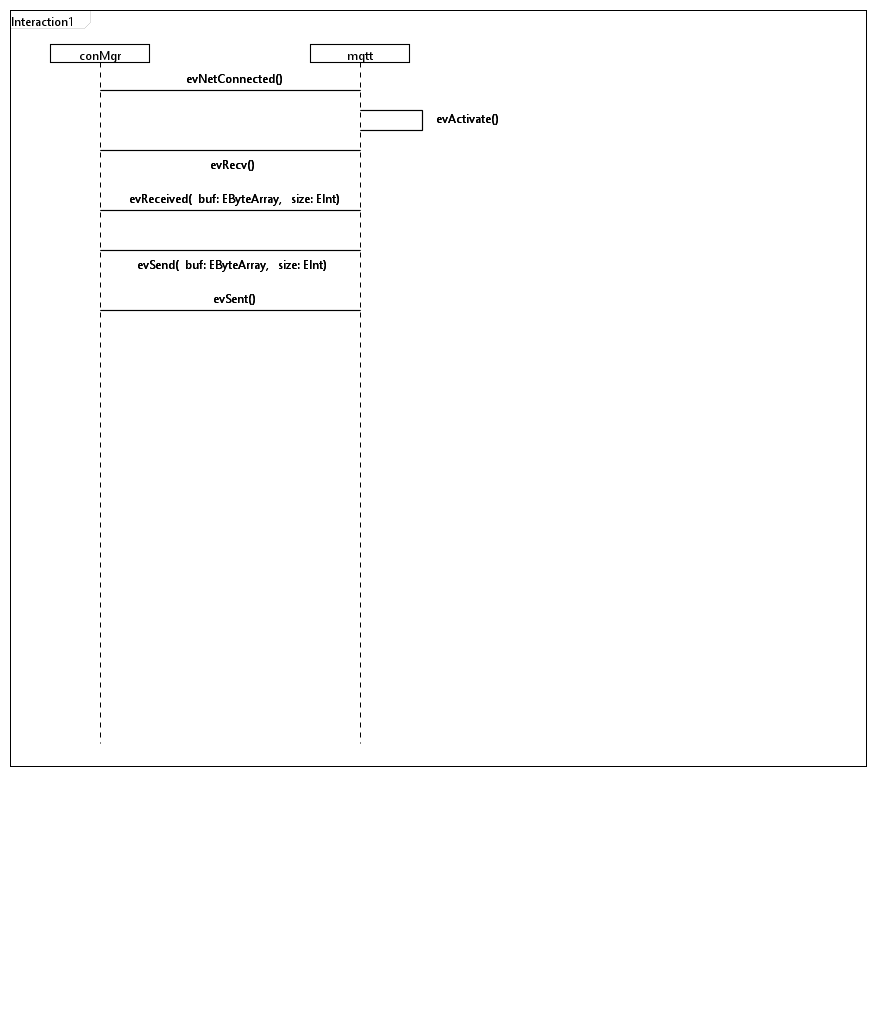 Interaction1
conMgr
mqtt
evNetConnected()
evActivate()
evRecv()
evReceived(  buf: EByteArray,   size: EInt)
evSend(  buf: EByteArray,   size: EInt)
evSent()